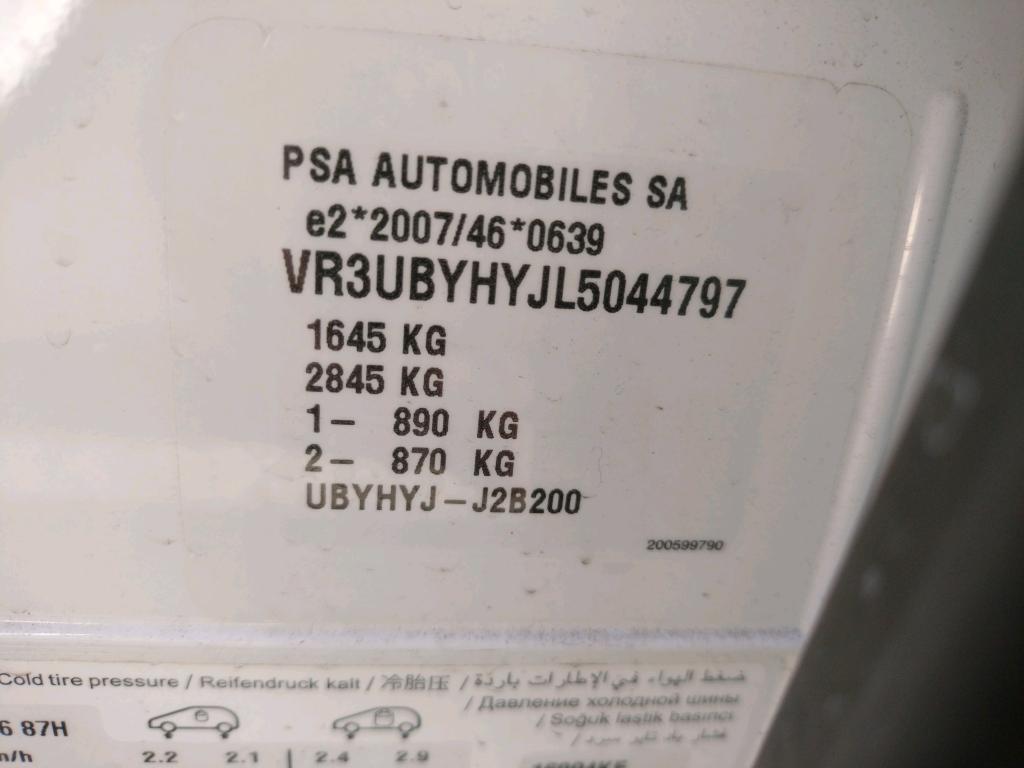 PSA AUTOMOBILES SA
e2*2007/46*0639
VR3UBYHYJL5044797
1645 KG
2845 KG
1- 890 KG
2- 870 KG
UBYHYJ-J2B200
200599790
Cold tire pressure / Reifendruck kalt / 冷胎压 / ضغط الهواء في الإطارات باردة
/ Давление холодной шины
/ Soğuk lastik basıncı
6 87H
m/h 2.2 2.1 | 2.4 2.9